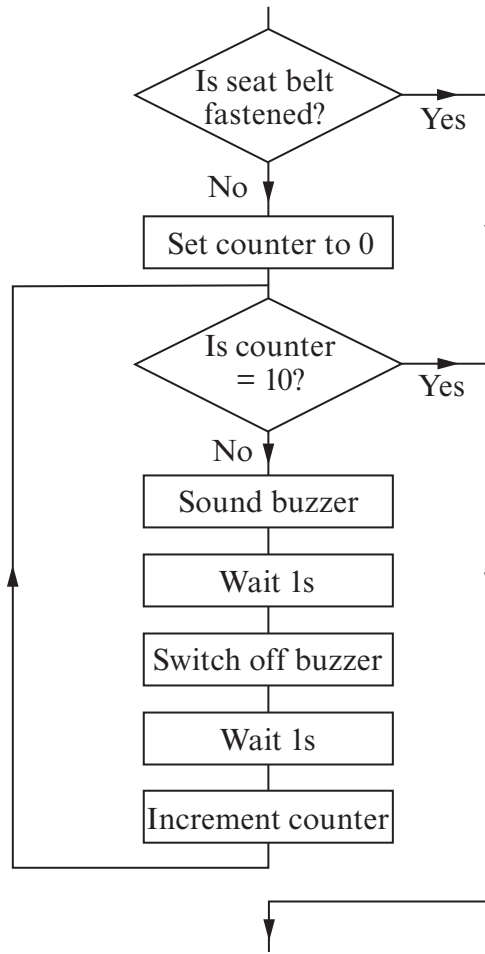 Is seat belt
fastened?
Yes
No
Set counter to 0
Is counter
= 10?
Yes
No
Sound buzzer
Wait 1s
Switch off buzzer
Wait 1s
Increment counter